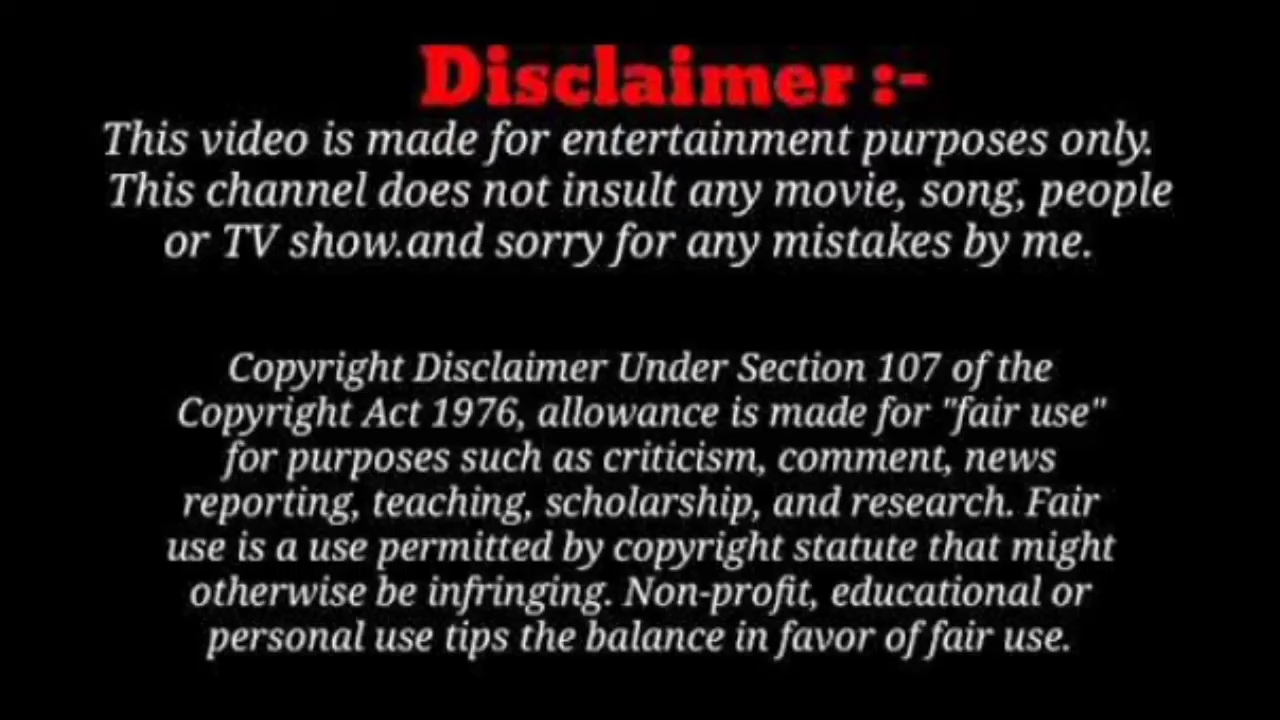 Disclaimer :-
This video is made for entertainment purposes only.
This channel does not insult any movie, song, people
or TV show.and sorry for any mistakes by me.
Copyright Disclaimer Under Section 107 of the
Copyright Act 1976, allowance is made for "fair use"
for purposes such as criticism, comment, news
reporting, teaching, scholarship, and research. Fair
use is a use permitted by copyright statute that might
otherwise be infringing. Non-profit, educational or
personal use tips the balance in favor of fair use.